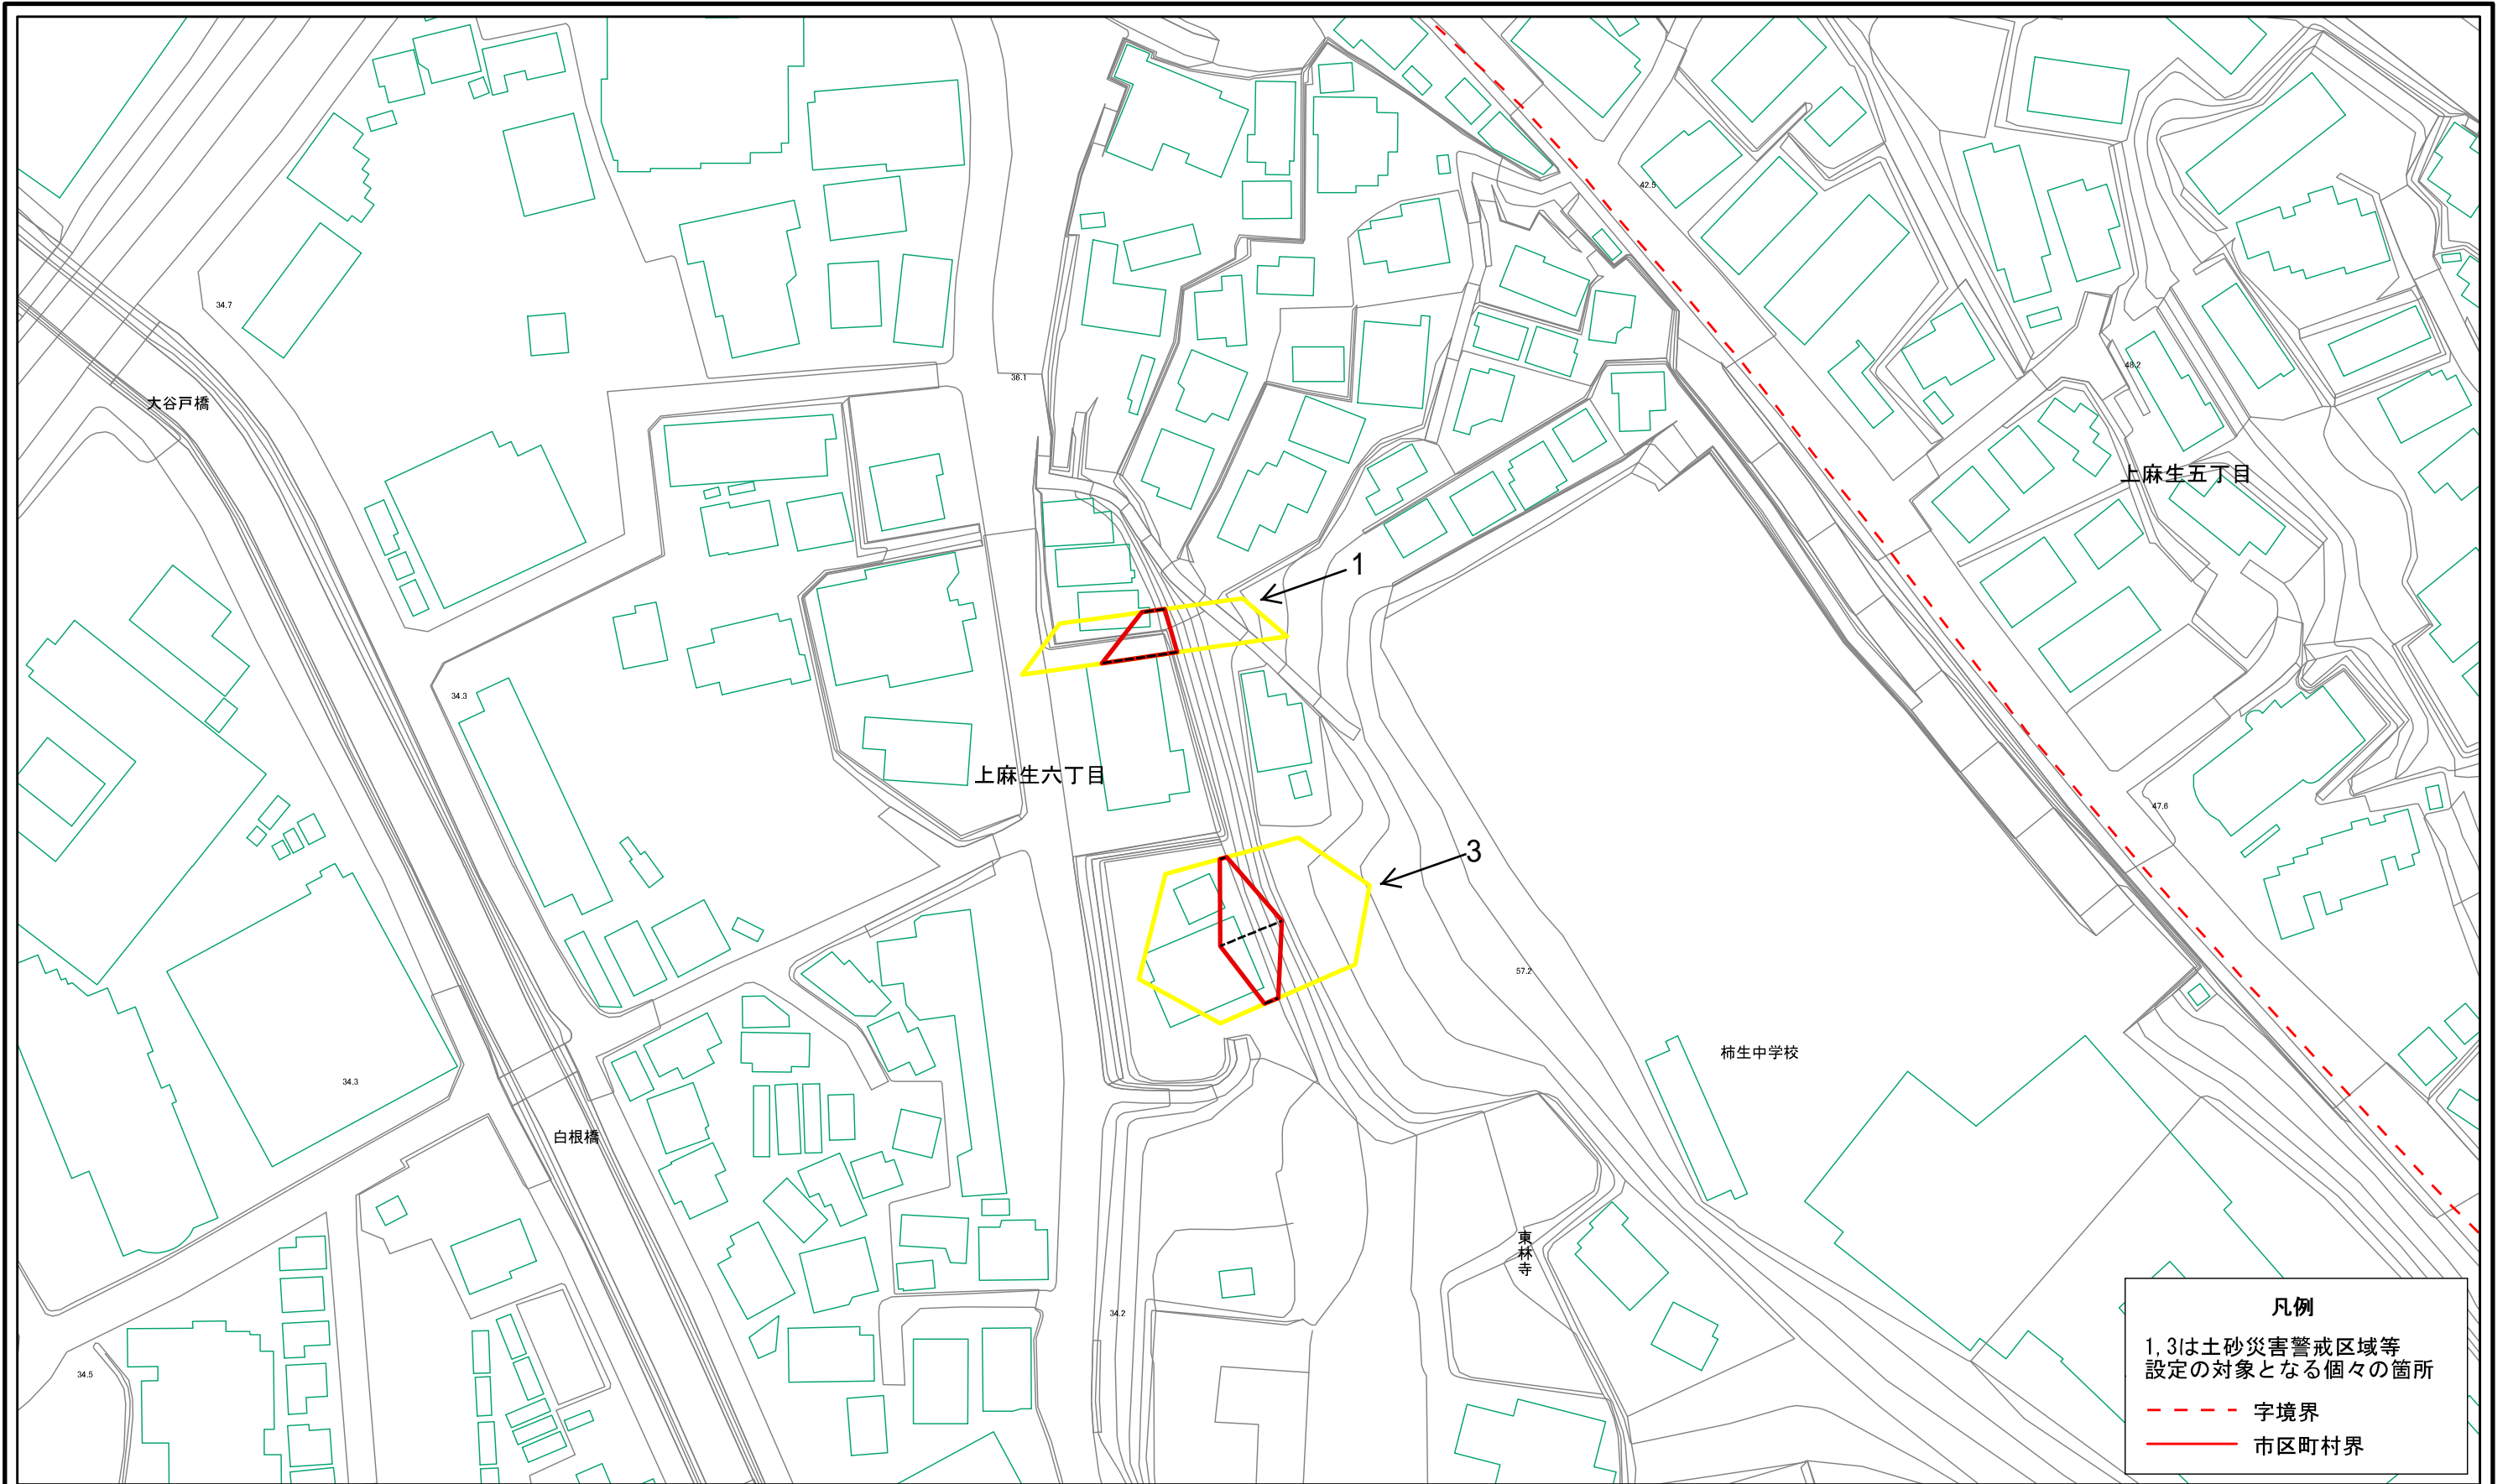 42.5
34.7
36.1
48.2
大谷戸橋
上麻生五丁目
1
34.3
上麻生六丁目
47.6
3
57.2
柿生中学校
34.3
白根橋
東林寺
34.2
34.5
凡例
1,3は土砂災害警戒区域等
設定の対象となる個々の箇所
字境界
市区町村界